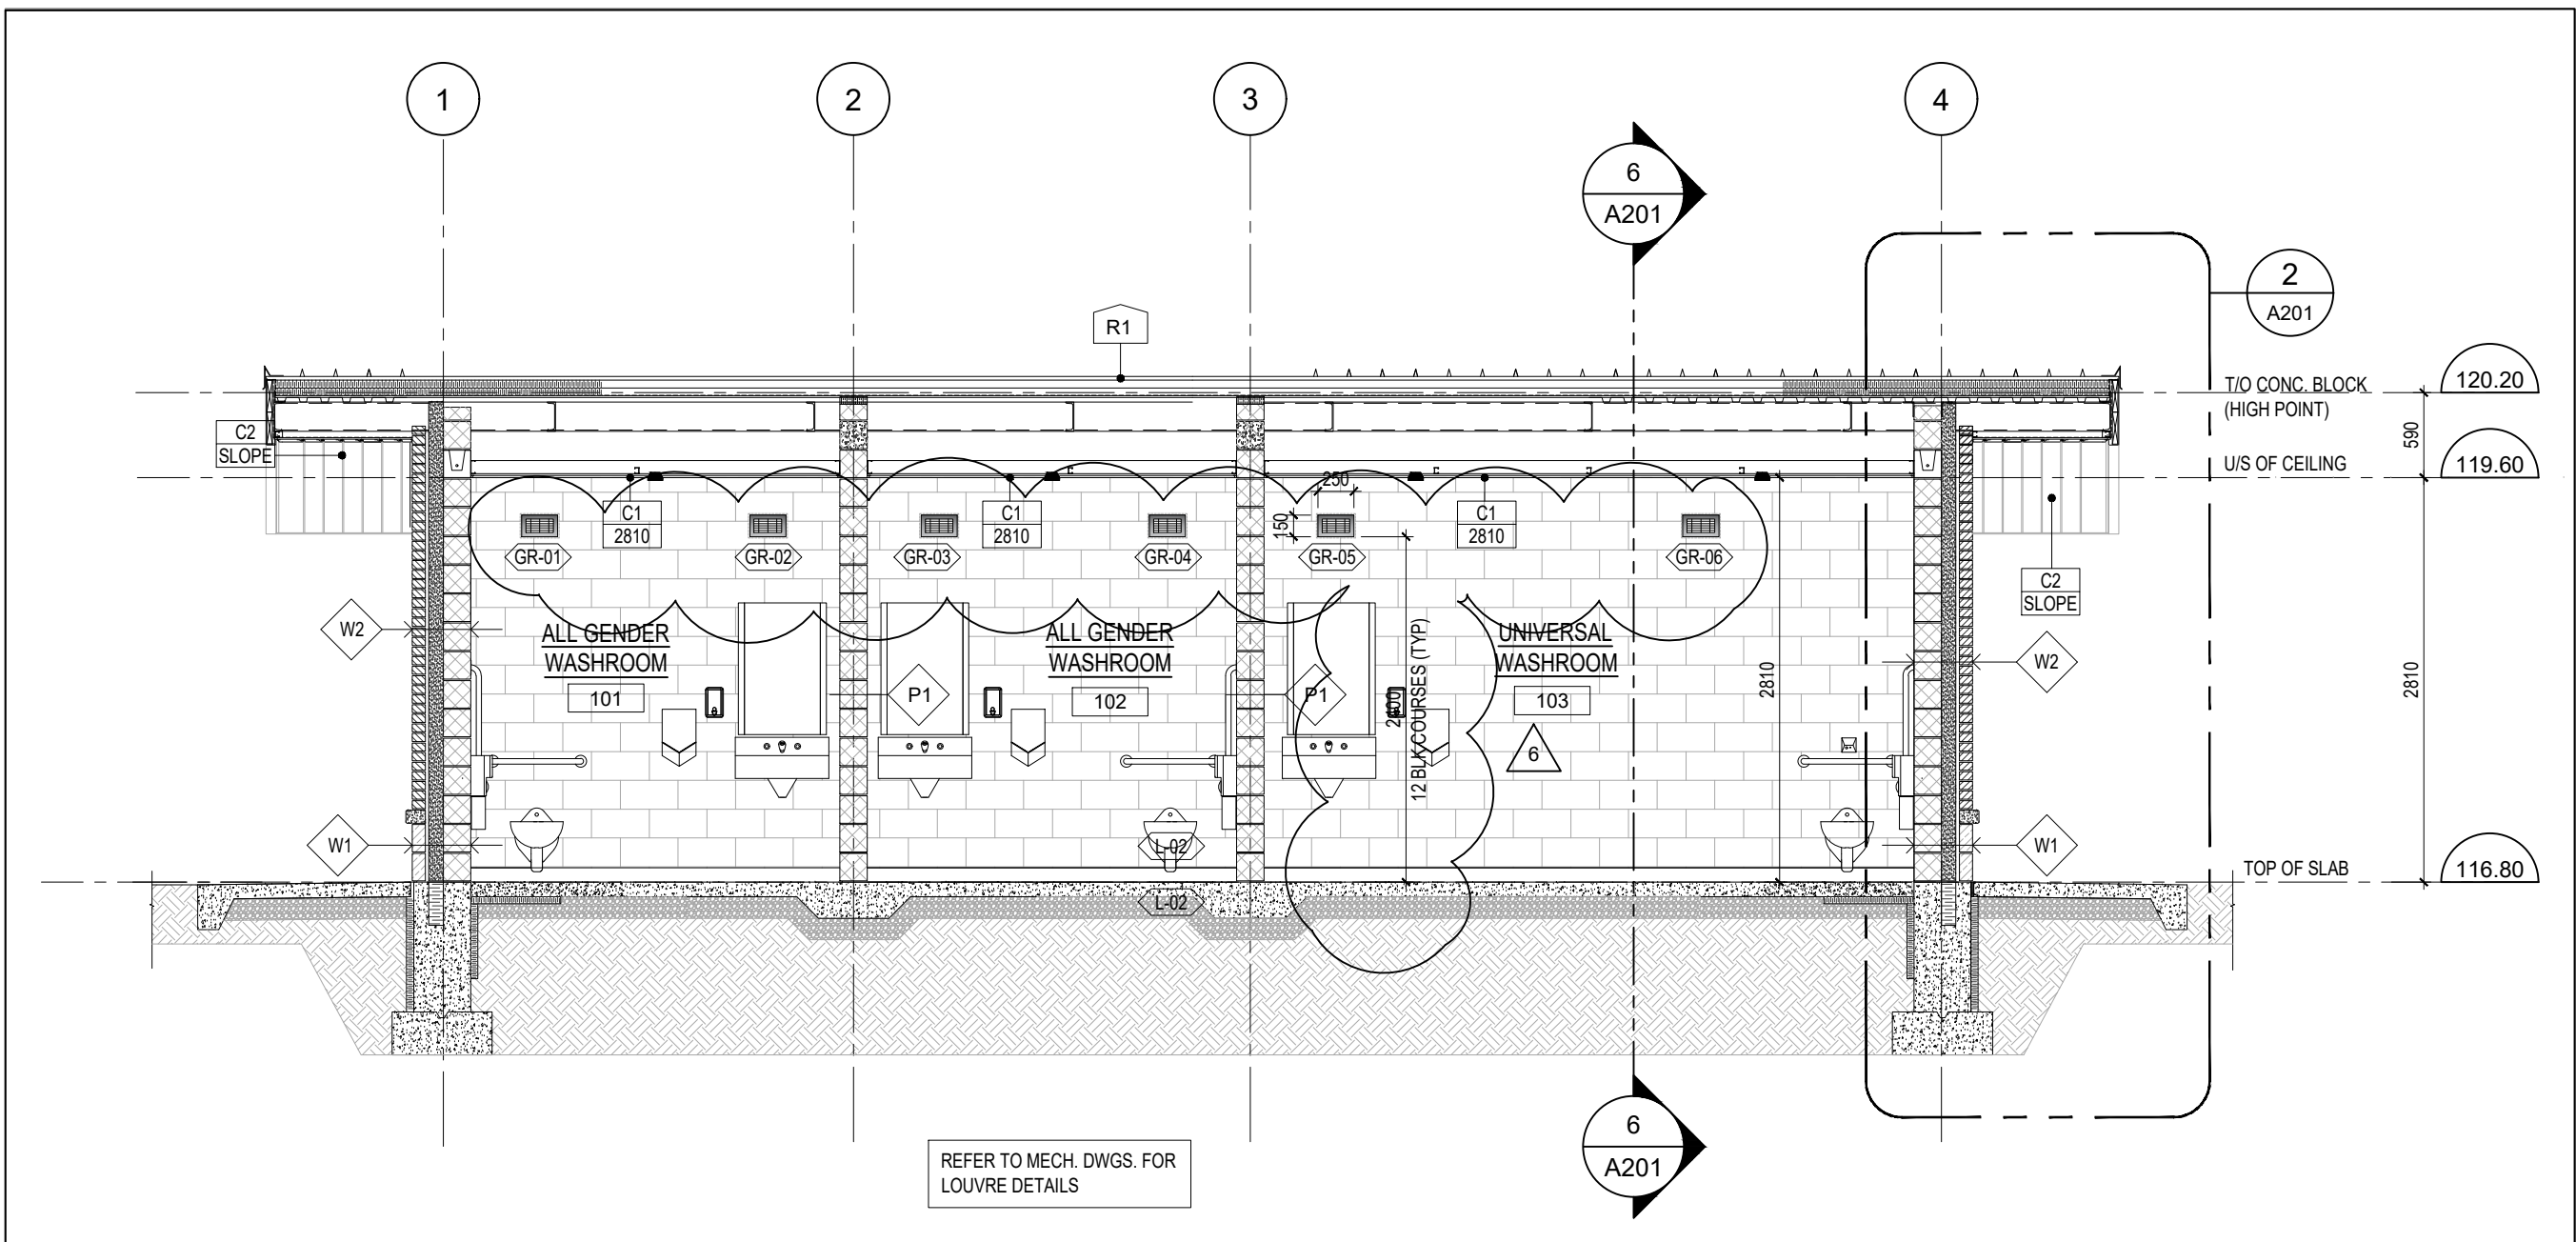 1
2
3
4
6
A201
2
A201
R1
T/O CONC. BLOCK
(HIGH POINT)
120.20
590
C2
SLOPE
U/S OF CEILING
119.60
250
150
C1
2810
C1
2810
C1
2810
GR-01
GR-02
GR-03
GR-04
GR-05
GR-06
C2
SLOPE
W2
ALL GENDER
WASHROOM
101
P1
ALL GENDER
WASHROOM
102
P1
2400
12 BLK COURSES (TYP)
UNIVERSAL
WASHROOM
103
6
2810
W2
2810
W1
L-02
W1
TOP OF SLAB
116.80
L-02
6
A201
REFER TO MECH. DWGS. FOR
LOUVRE DETAILS